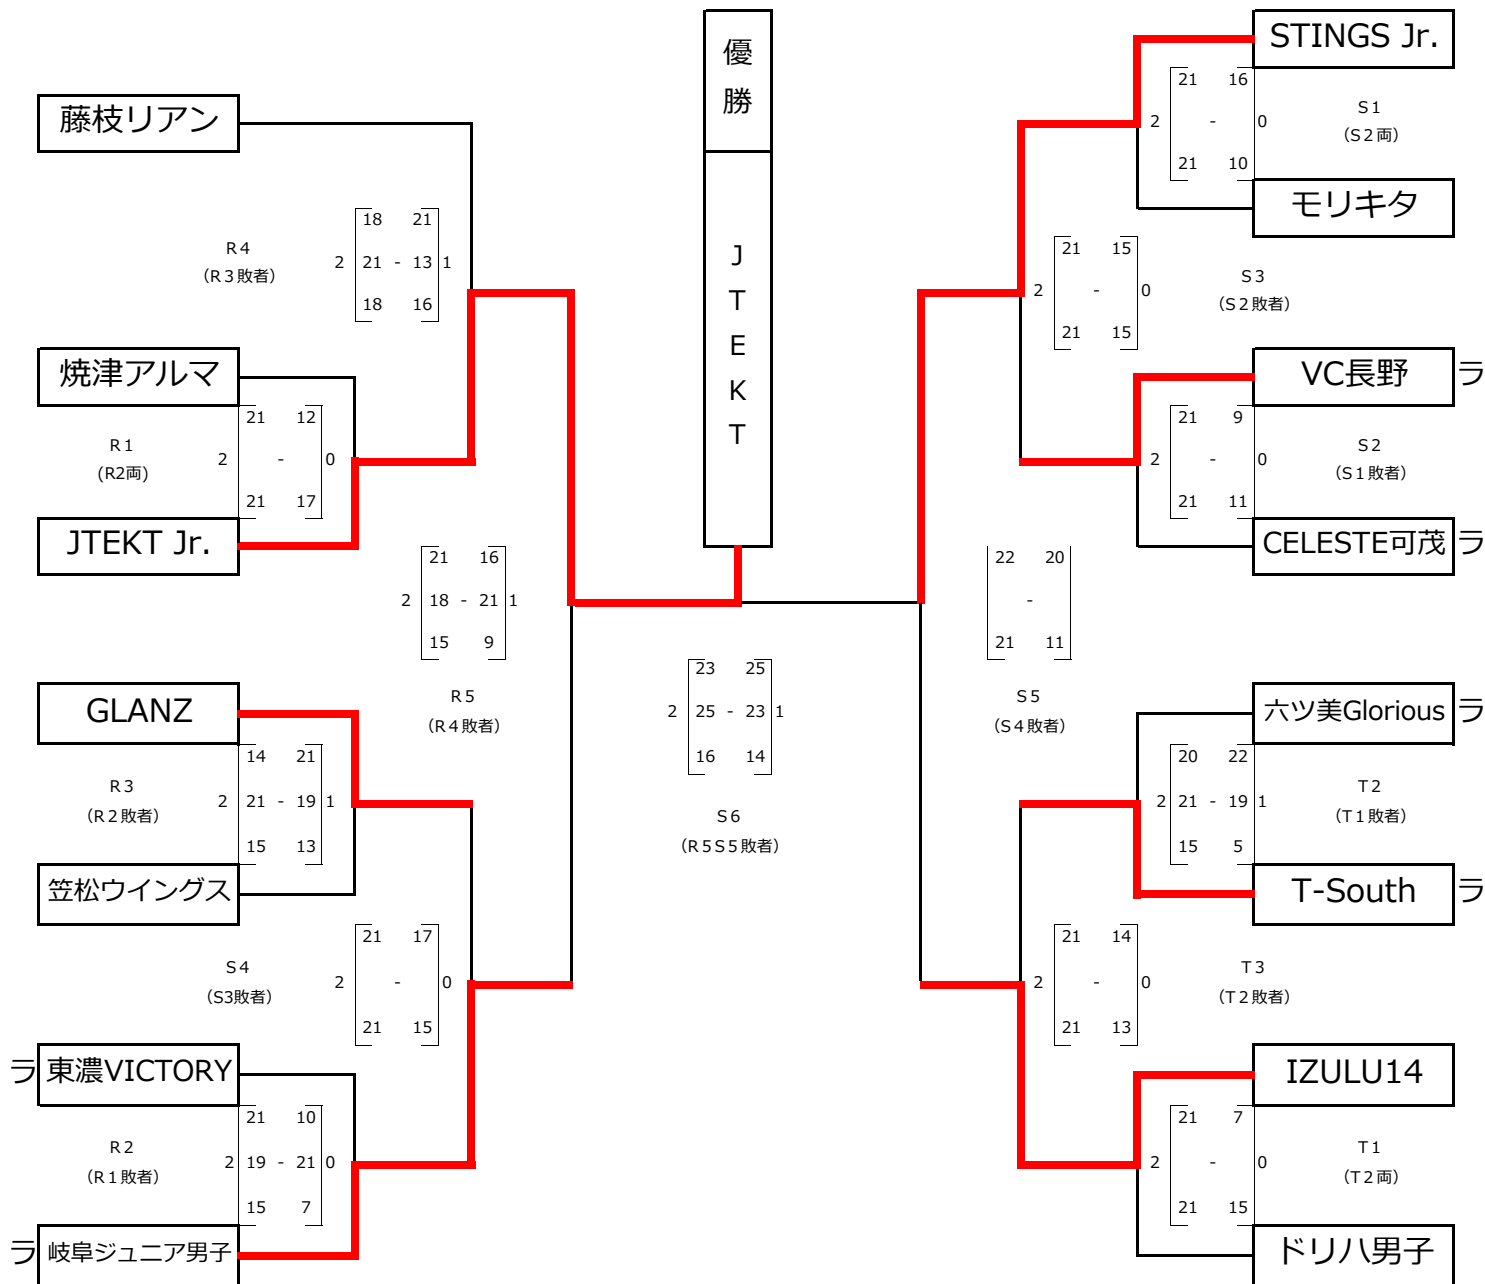 優
勝
J
T
E
K
T
藤枝リアン
R4
（R3敗者）
18 21
2 21 - 13 1
18 16
焼津アルマ
R1
(R2両)
21 12
2 - 0
21 17
JTEKT Jr.
21 16
2 18 - 21 1
15 9
R5
（R4敗者）
GLANZ
R3
（R2敗者）
14 21
2 21 - 19 1
15 13
笠松ウイングス
S4
（S3敗者）
21 17
2 - 0
21 15
ラ 東濃VICTORY
R2
（R1敗者）
21 10
2 19 - 21 0
15 7
ラ 岐阜ジュニア男子
23 25
2 25 - 23 1
16 14
S6
（R5S5敗者）
STINGS Jr.
21 16
2 - 0
21 10
S1
（S2両）
モリキタ
21 15
2 - 0
21 15
S3
（S2敗者）
VC長野 ラ
21 9
2 - 0
21 11
S2
（S1敗者）
CELESTE可茂 ラ
22 20
-
21 11
S5
（S4敗者）
六ツ美Glorious ラ
20 22
2 21 - 19 1
15 5
T2
（T1敗者）
T-South ラ
21 14
2 - 0
21 13
T3
（T2敗者）
IZULU14
21 7
2 - 0
21 15
T1
（T2両）
ドリハ男子